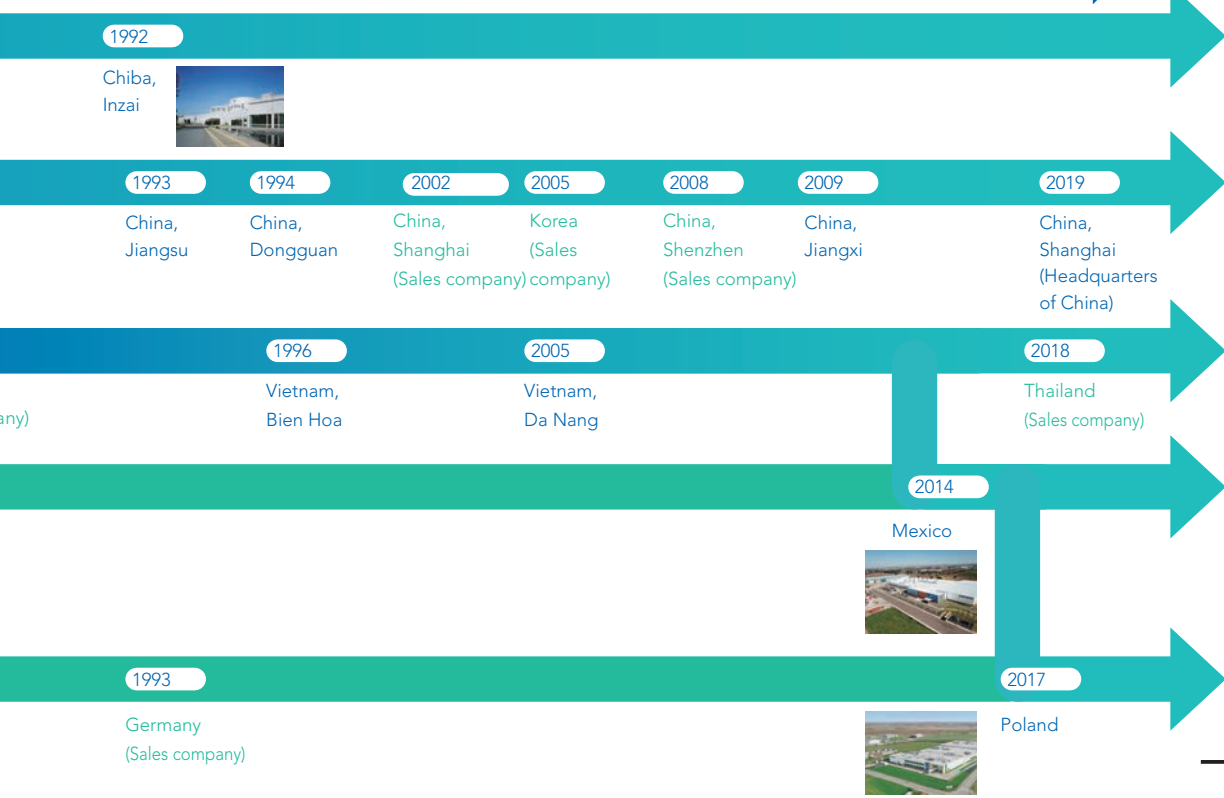 1992
Chiba,
Inzai
1993
1994
2002
2005
2008
2009
2019
China,
Jiangsu
China,
Dongguan
China,
Shanghai
(Sales company)
Korea
(Sales
company)
China,
Shenzhen
(Sales company)
China,
Jiangxi
China,
Shanghai
(Headquarters
of China)
1996
2005
2018
any)
Vietnam,
Bien Hoa
Vietnam,
Da Nang
Thailand
(Sales company)
2014
Mexico
1993
2017
Germany
(Sales company)
Poland